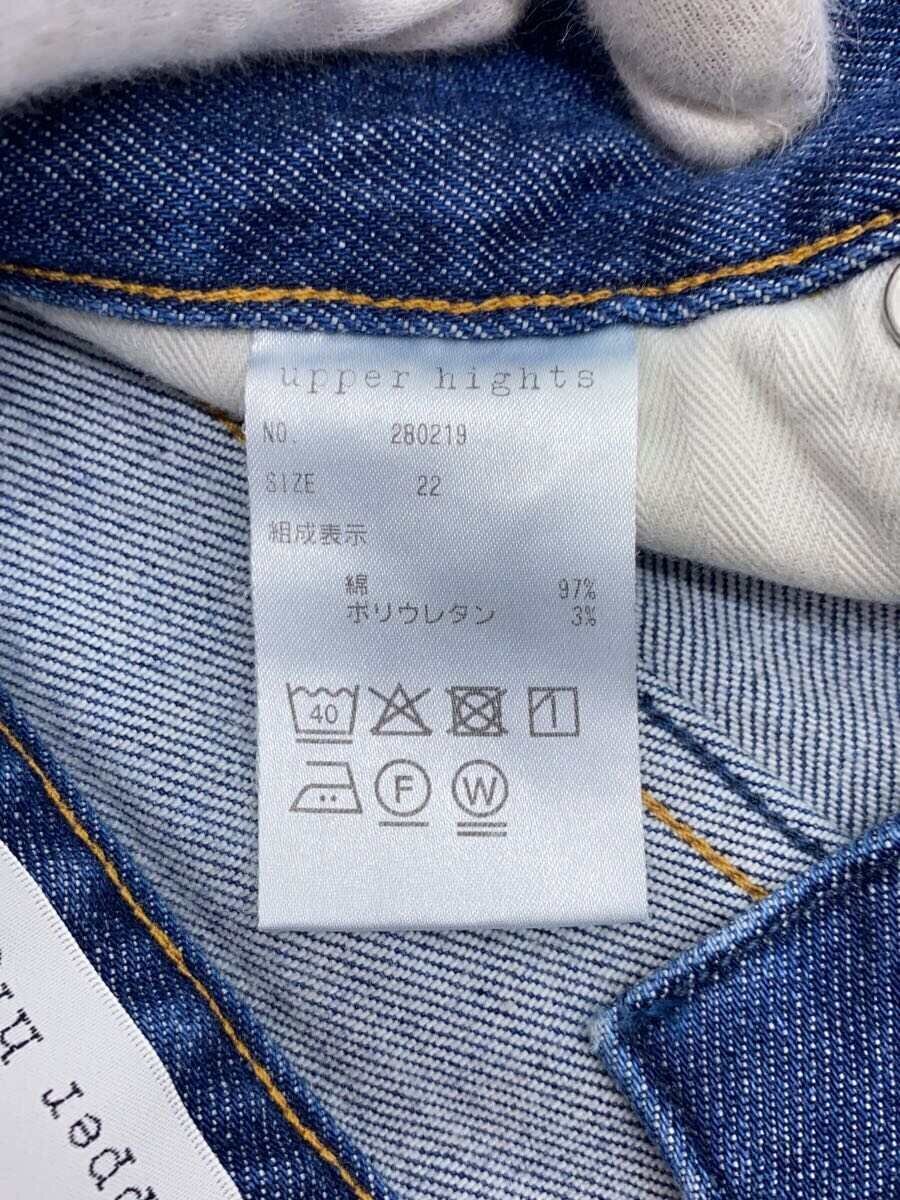 upper hights
NO. 280219
SIZE 22
組成表示
綿 97%
ポリウレタン 3%
40
F W
pper h